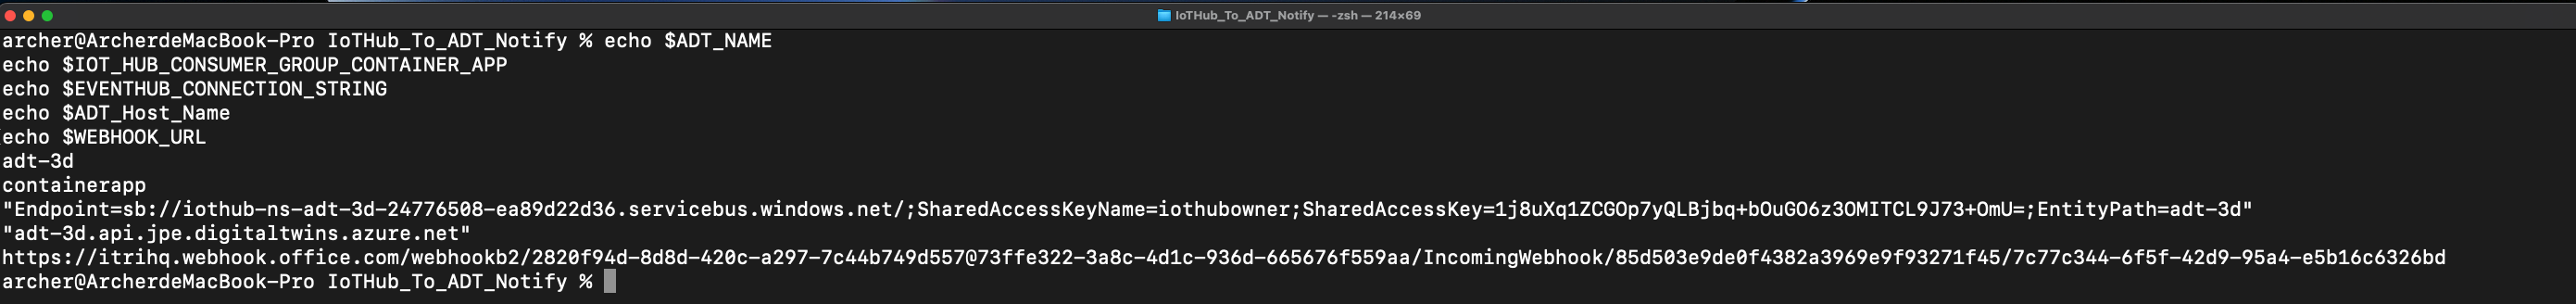 IoTHub_To_ADT_Notify — -zsh — 214×69
archer@ArcherdeMacBook-Pro IoTHub_To_ADT_Notify % echo $ADT_NAME
echo $IOT_HUB_CONSUMER_GROUP_CONTAINER_APP
echo $EVENTHUB_CONNECTION_STRING
echo $ADT_Host_Name
echo $WEBHOOK_URL
adt-3d
containerapp
"Endpoint=sb://iothub-ns-adt-3d-24776508-ea89d22d36.servicebus.windows.net/;SharedAccessKeyName=iothubowner;SharedAccessKey=1j8uXq1ZCGOp7yQLBjbq+bOuGO6z3OMITCL9J73+OmU=;EntityPath=adt-3d"
"adt-3d.api.jpe.digitaltwins.azure.net"
https://itrihq.webhook.office.com/webhookb2/2820f94d-8d8d-420c-a297-7c44b749d557@73ffe322-3a8c-4d1c-936d-665676f559aa/IncomingWebhook/85d503e9de0f4382a3969e9f93271f45/7c77c344-6f5f-42d9-95a4-e5b16c6326bd
archer@ArcherdeMacBook-Pro IoTHub_To_ADT_Notify %